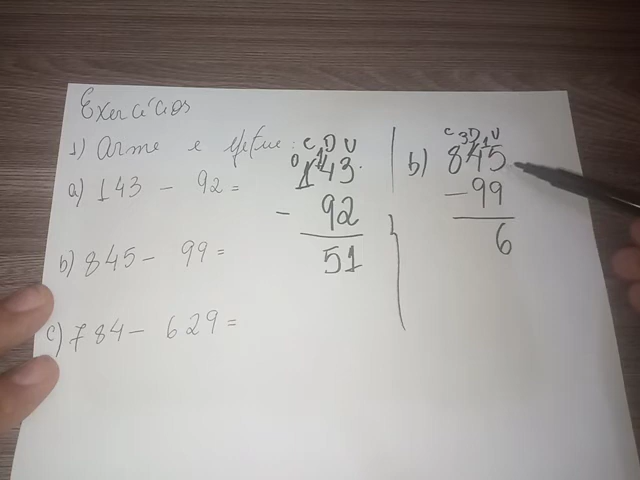 Exercícios
1) Arme e efetue:
a) 143 - 92 =
b) 845 - 99 =
c) 784 - 629 =
C D U
0 1
143
- 92
51
C D U
3 1
b) 845
- 99
6